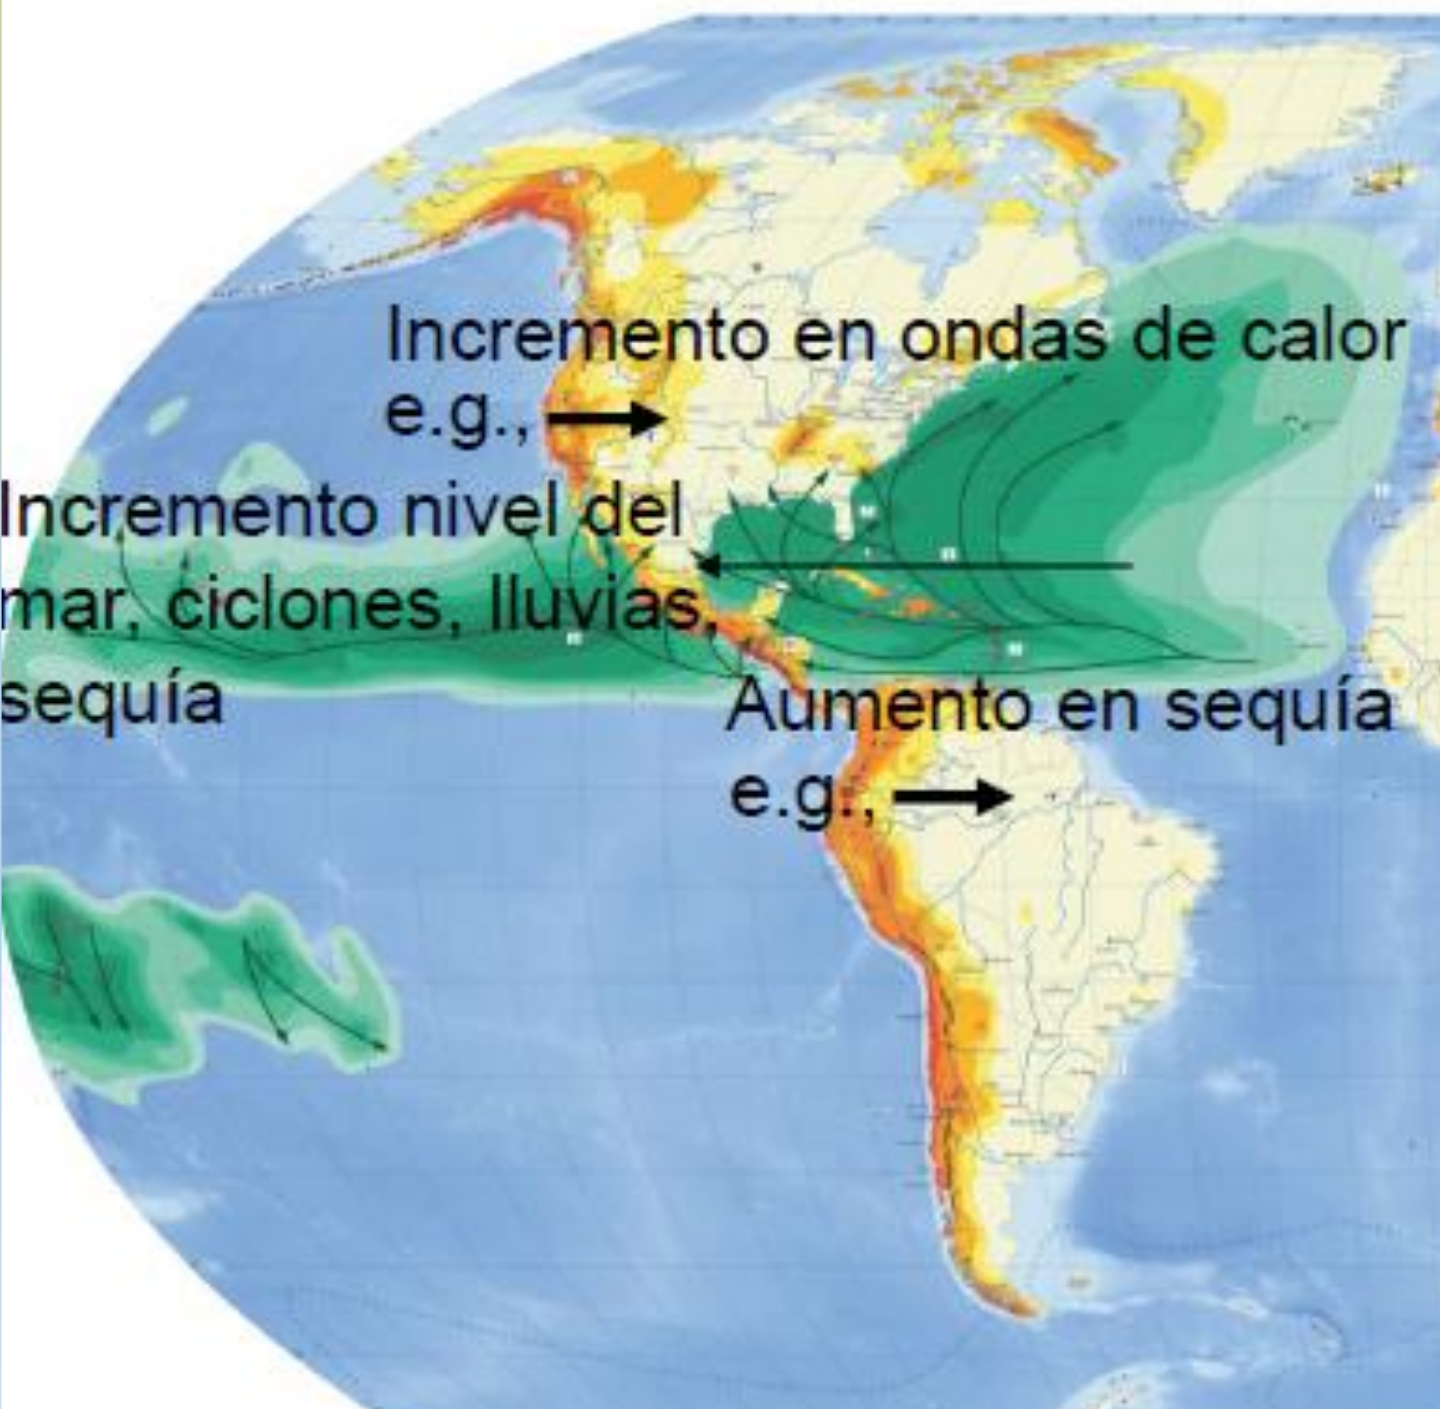 Incremento en ondas de calor
e.g.,
Incremento nivel del
mar, ciclones, lluvias,
sequía
Aumento en sequía
e.g.,